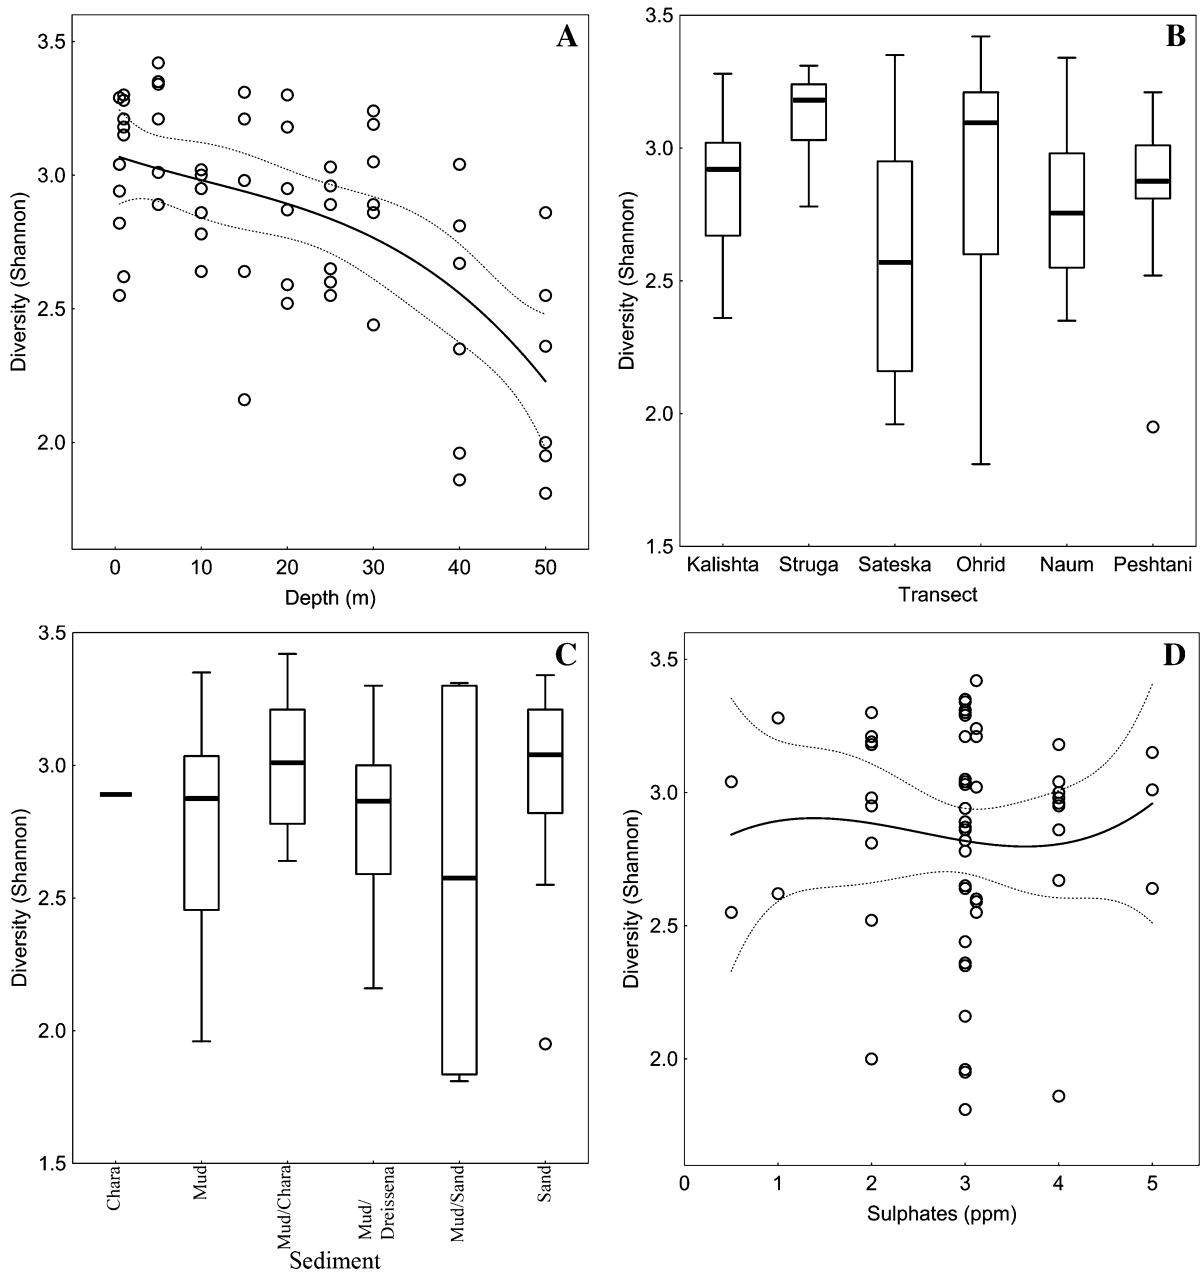 A
3.5
3.0
2.5
2.0
Diversity (Shannon)
0 10 20 30 40 50
Depth (m)
B
3.5
3.0
2.5
2.0
1.5
Diversity (Shannon)
Kalishta Struga Sateska Ohrid Naum Peshtani
Transect
C
3.5
3.0
2.5
2.0
1.5
Diversity (Shannon)
Chara
Mud
Mud/Chara
Mud/
Dreissena
Mud/Sand
Sand
Sediment
D
3.5
3.0
2.5
2.0
Diversity (Shannon)
0 1 2 3 4 5
Sulphates (ppm)